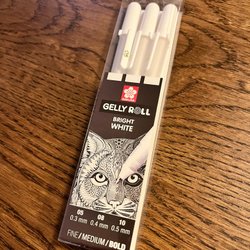 SAKURA
GELLY ROLL
BRIGHT
WHITE
05 08 10
0.3 mm 0.4 mm 0.5 mm
FINE/MEDIUM/BOLD